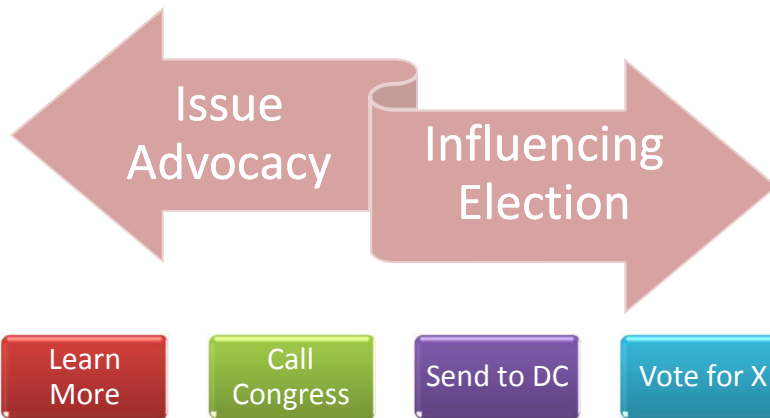 Issue
Advocacy
Influencing
Election
Learn
More
Call
Congress
Send to DC
Vote for X